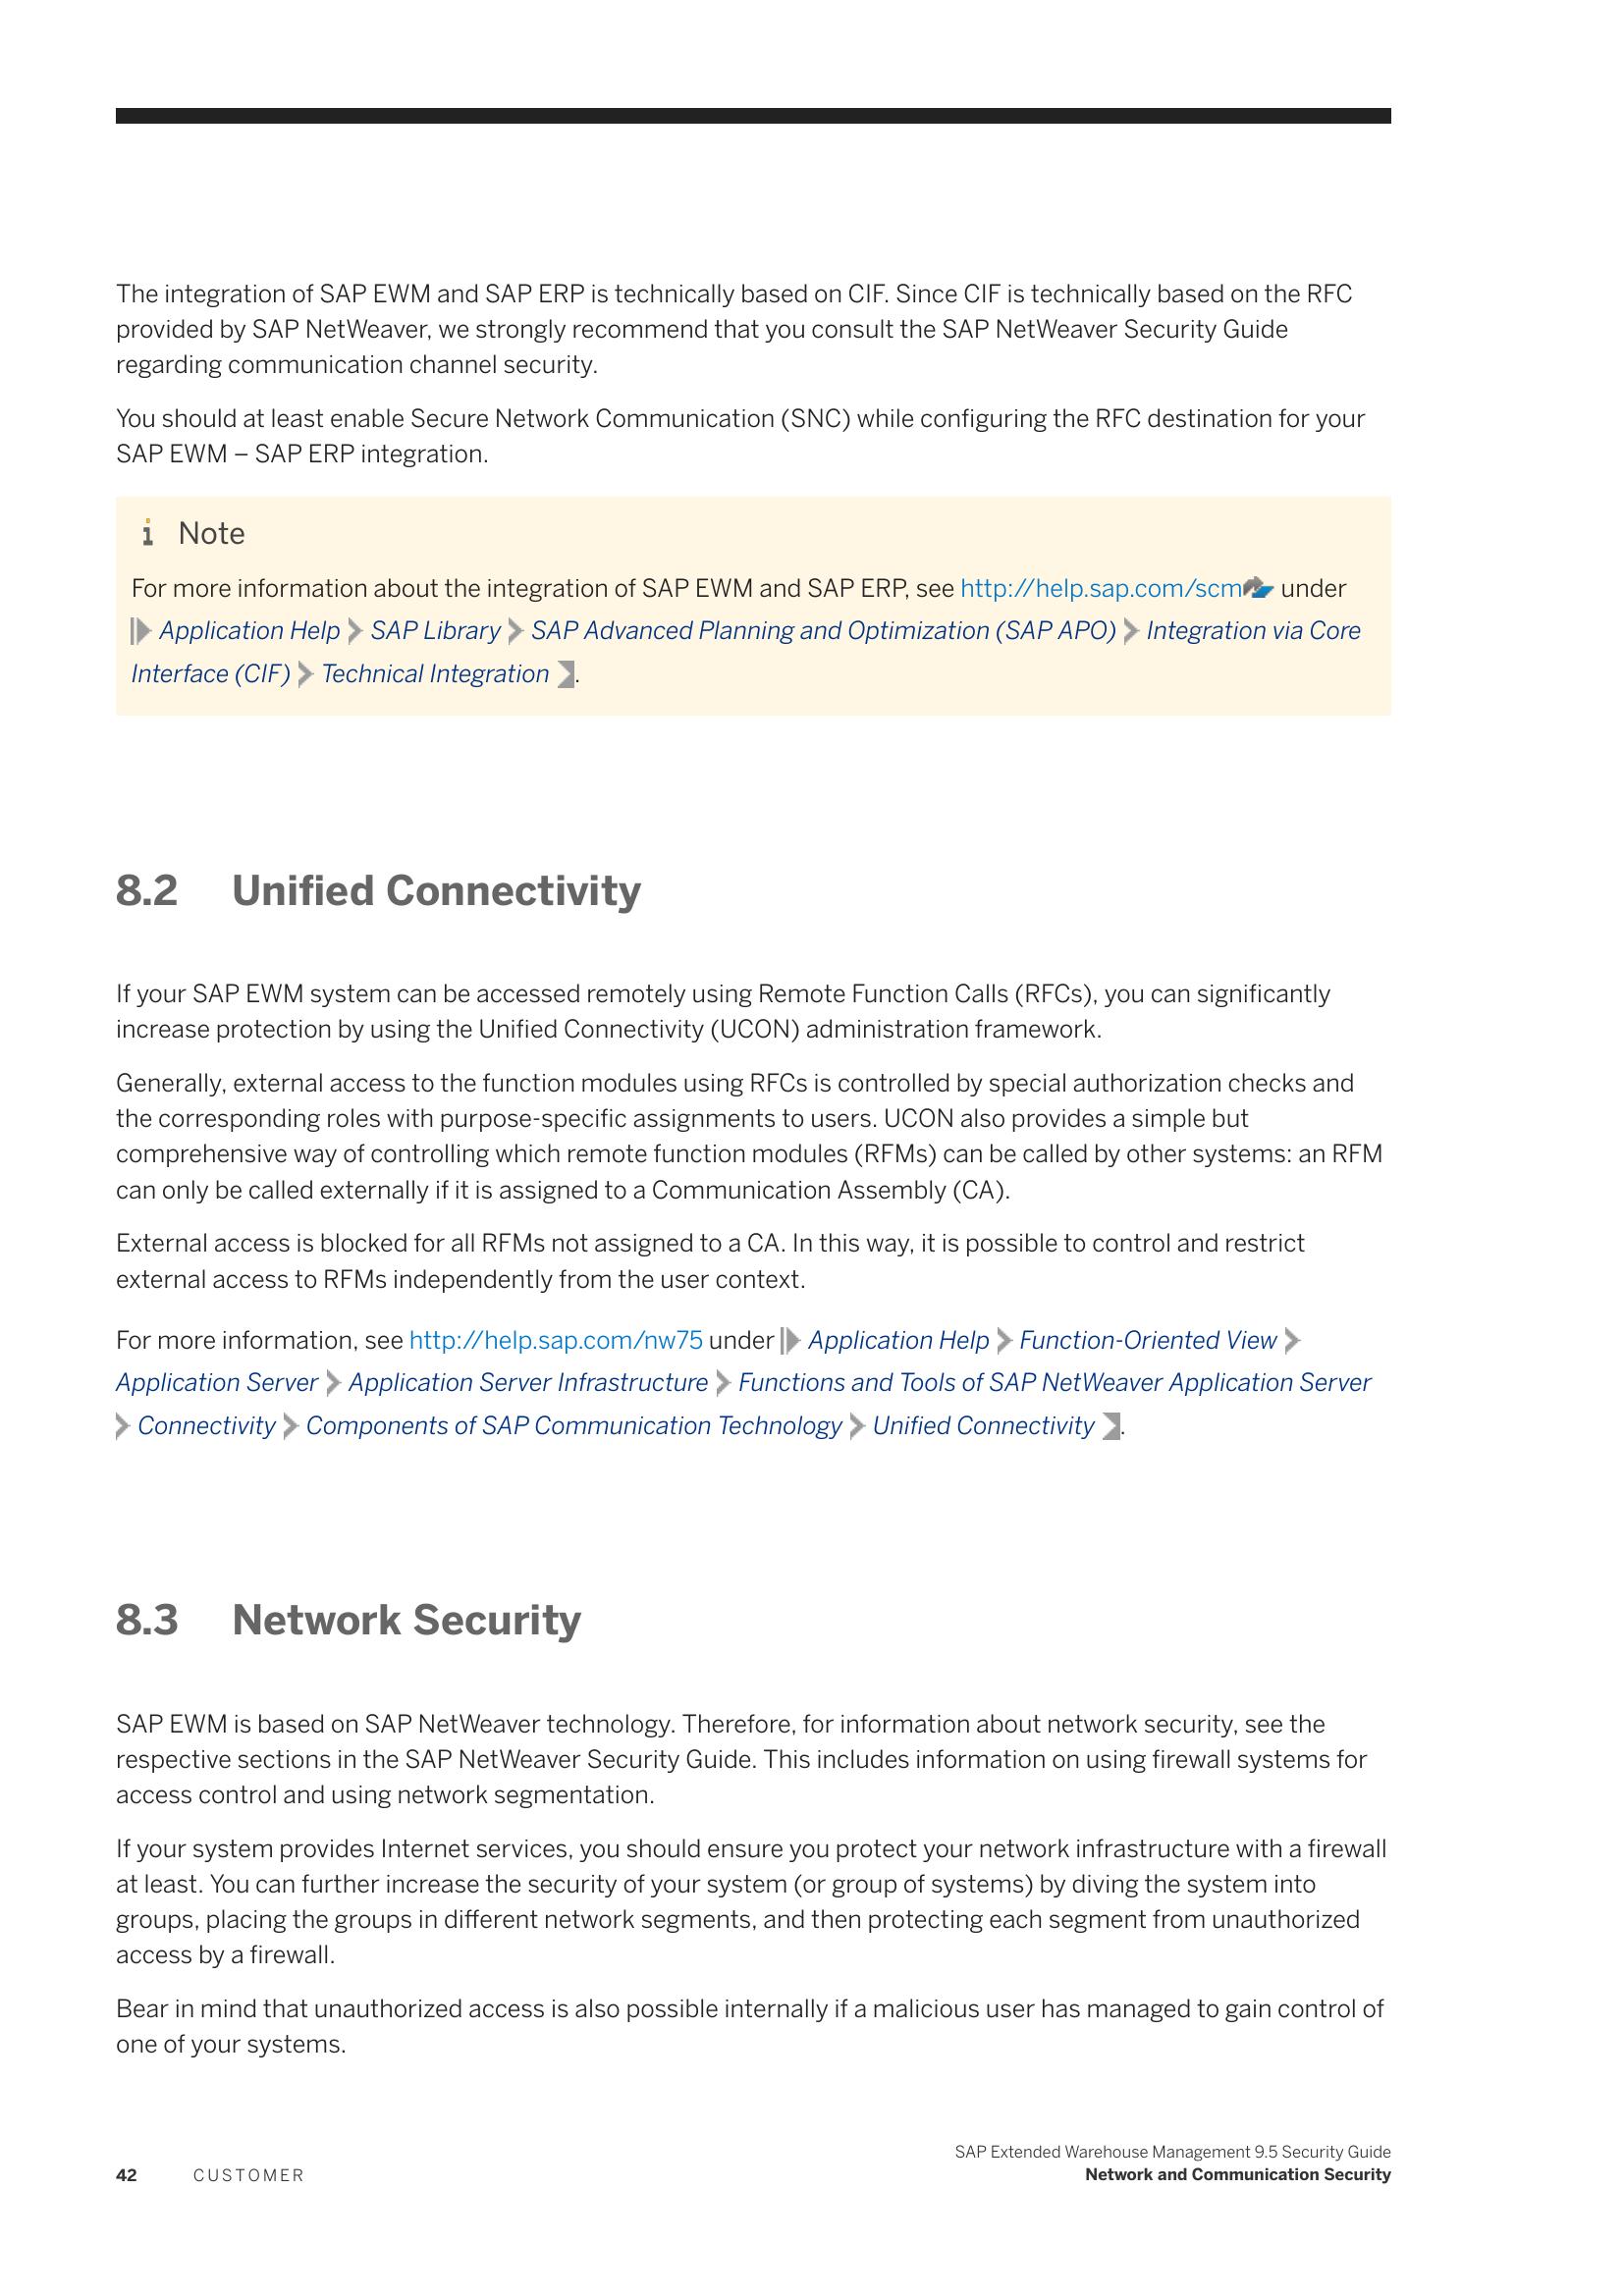 The integration of SAP EWM and SAP ERP is technically based on CIF. Since CIF is technically based on the RFC
provided by SAP NetWeaver, we strongly recommend that you consult the SAP NetWeaver Security Guide
regarding communication channel security.
You should at least enable Secure Network Communication (SNC) while configuring the RFC destination for your
SAP EWM – SAP ERP integration.
Note
For more information about the integration of SAP EWM and SAP ERP, see http://help.sap.com/scm under
Application Help SAP Library SAP Advanced Planning and Optimization (SAP APO) Integration via Core
Interface (CIF) Technical Integration .
8.2 Unified Connectivity
If your SAP EWM system can be accessed remotely using Remote Function Calls (RFCs), you can significantly
increase protection by using the Unified Connectivity (UCON) administration framework.
Generally, external access to the function modules using RFCs is controlled by special authorization checks and
the corresponding roles with purpose-specific assignments to users. UCON also provides a simple but
comprehensive way of controlling which remote function modules (RFMs) can be called by other systems: an RFM
can only be called externally if it is assigned to a Communication Assembly (CA).
External access is blocked for all RFMs not assigned to a CA. In this way, it is possible to control and restrict
external access to RFMs independently from the user context.
For more information, see http://help.sap.com/nw75 under Application Help Function-Oriented View
Application Server Application Server Infrastructure Functions and Tools of SAP NetWeaver Application Server
Connectivity Components of SAP Communication Technology Unified Connectivity .
8.3 Network Security
SAP EWM is based on SAP NetWeaver technology. Therefore, for information about network security, see the
respective sections in the SAP NetWeaver Security Guide. This includes information on using firewall systems for
access control and using network segmentation.
If your system provides Internet services, you should ensure you protect your network infrastructure with a firewall
at least. You can further increase the security of your system (or group of systems) by diving the system into
groups, placing the groups in different network segments, and then protecting each segment from unauthorized
access by a firewall.
Bear in mind that unauthorized access is also possible internally if a malicious user has managed to gain control of
one of your systems.
SAP Extended Warehouse Management 9.5 Security Guide
42 CUSTOMER Network and Communication Security